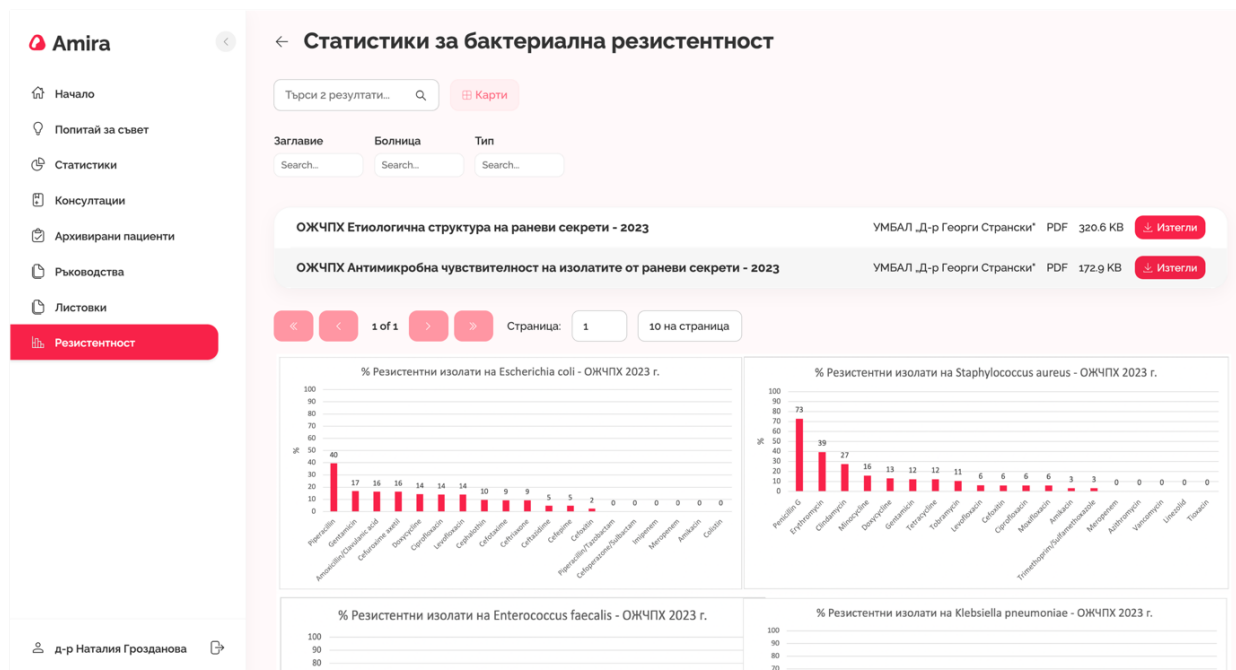 Amira
Начало
Попитай за съвет
Статистики
Консултации
Архивирани пациенти
Ръководства
Листовки
Резистентност
д-р Наталия Грозданова
← Статистики за бактериална резистентност
Търси 2 резултати...
Карти
Заглавие Болница Тип
Search... Search... Search...
ОЖЧПХ Етиологична структура на раневи секрети - 2023 УМБАЛ „Д-р Георги Странски" PDF 320.6 KB Изтегли
ОЖЧПХ Антимикробна чувствителност на изолатите от раневи секрети - 2023 УМБАЛ „Д-р Георги Странски" PDF 172.9 KB Изтегли
« ‹ 1 of 1 › » Страница: 1 10 на страница
% Резистентни изолати на Escherichia coli - ОЖЧПХ 2023 г.
%
100
90
80
70
60
50
40
30
20
10
0
40 17 16 16 14 14 14 10 9 9 5 5 2 0 0 0 0 0 0
Piperacillin
Gentamicin
Amoxicillin/Clavulanic acid
Cefuroxime axetil
Doxycycline
Ciprofloxacin
Levofloxacin
Cephalothin
Cefotaxime
Ceftriaxone
Ceftazidime
Cefepime
Cefoxitin
Piperacillin/Tazobactam
Cefoperazone/Sulbactam
Imipenem
Meropenem
Amikacin
Colistin
% Резистентни изолати на Staphylococcus aureus - ОЖЧПХ 2023 г.
%
100
90
80
70
60
50
40
30
20
10
0
73 39 27 16 13 12 12 11 6 6 6 6 3 3 0 0 0 0 0
Penicillin G
Erythromycin
Clindamycin
Minocycline
Doxycycline
Gentamicin
Tetracycline
Tobramycin
Levofloxacin
Cefoxitin
Ciprofloxacin
Moxifloxacin
Amikacin
Trimethoprim/Sulfamethoxazole
Meropenem
Azithromycin
Vancomycin
Linezolid
% Резистентни изолати на Enterococcus faecalis - ОЖЧПХ 2023 г.
100
90
80
% Резистентни изолати на Klebsiella pneumoniae - ОЖЧПХ 2023 г.
100
90
80
70